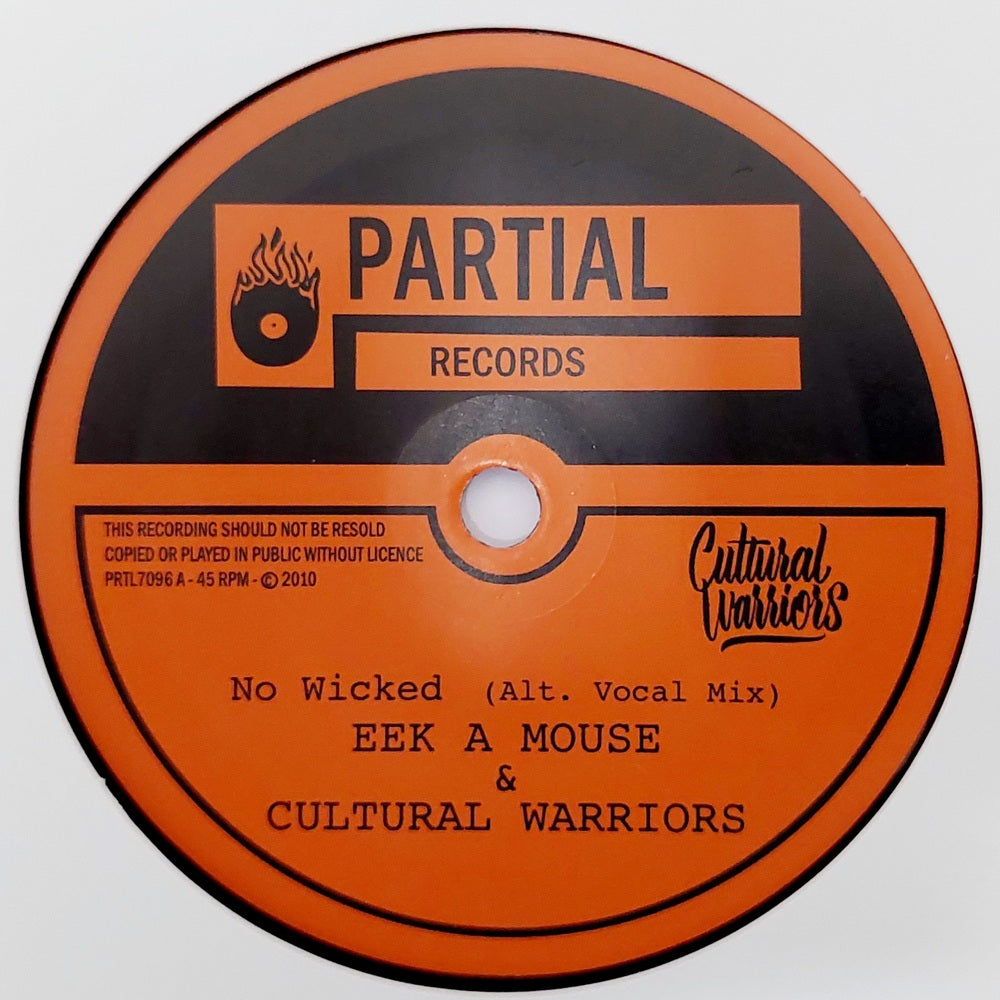 PARTIAL
RECORDS
THIS RECORDING SHOULD NOT BE RESOLD
COPIED OR PLAYED IN PUBLIC WITHOUT LICENCE
PRTL7096 A - 45 RPM - © 2010
Cultural
Warriors
No Wicked (Alt. Vocal Mix)
EEK A MOUSE
&
CULTURAL WARRIORS